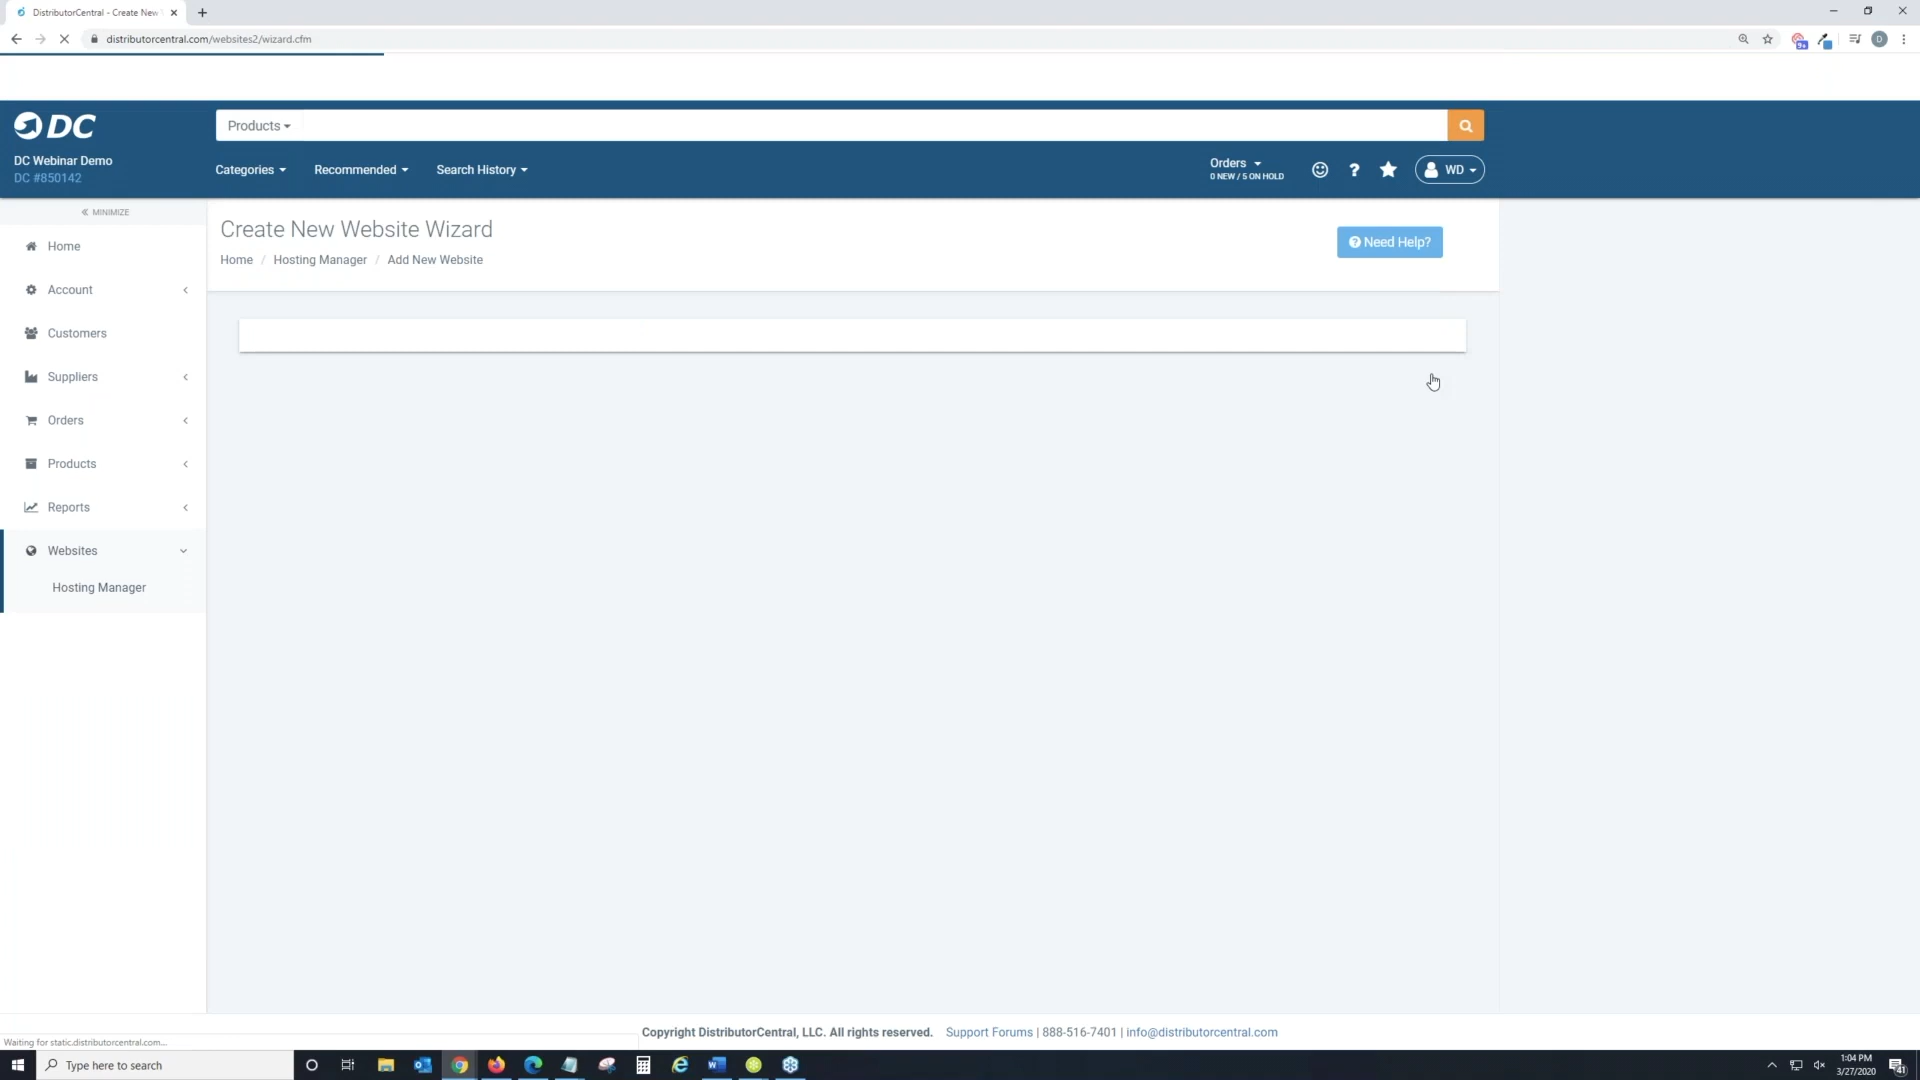 DistributorCentral - Create New
distributorcentral.com/websites2/wizard.cfm
9+
D
DC
Products
DC Webinar Demo
DC #850142
Categories
Recommended
Search History
Orders
0 NEW / 5 ON HOLD
?
WD
MINIMIZE
Create New Website Wizard
Need Help?
Home / Hosting Manager / Add New Website
Home
Account
Customers
Suppliers
Orders
Products
Reports
Websites
Hosting Manager
Copyright DistributorCentral, LLC. All rights reserved. Support Forums | 888-516-7401 | info@distributorcentral.com
Waiting for static.distributorcentral.com...
Type here to search
1:04 PM
3/27/2020
41